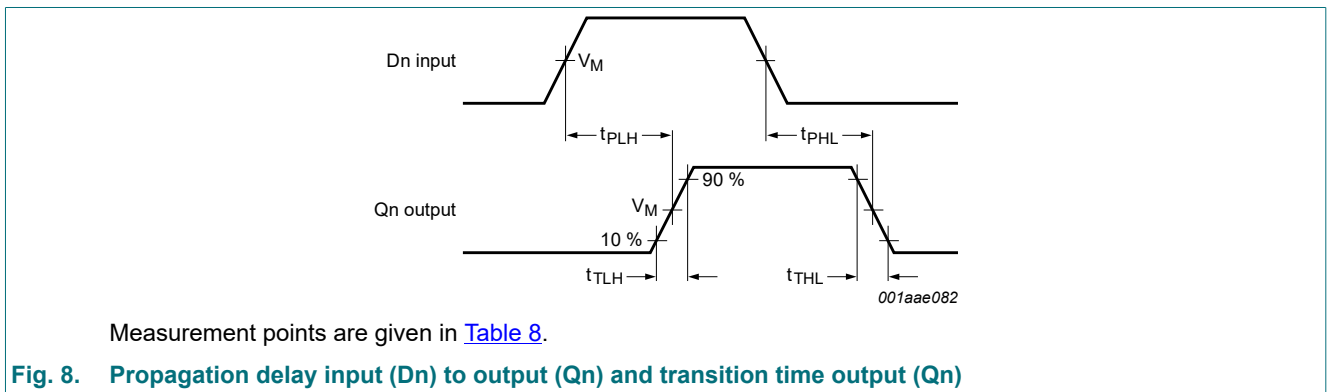 Dn input
VM
tPLH
tPHL
90 %
Qn output
VM
10 %
tTLH
tTHL
001aae082
Measurement points are given in Table 8.
Fig. 8. Propagation delay input (Dn) to output (Qn) and transition time output (Qn)